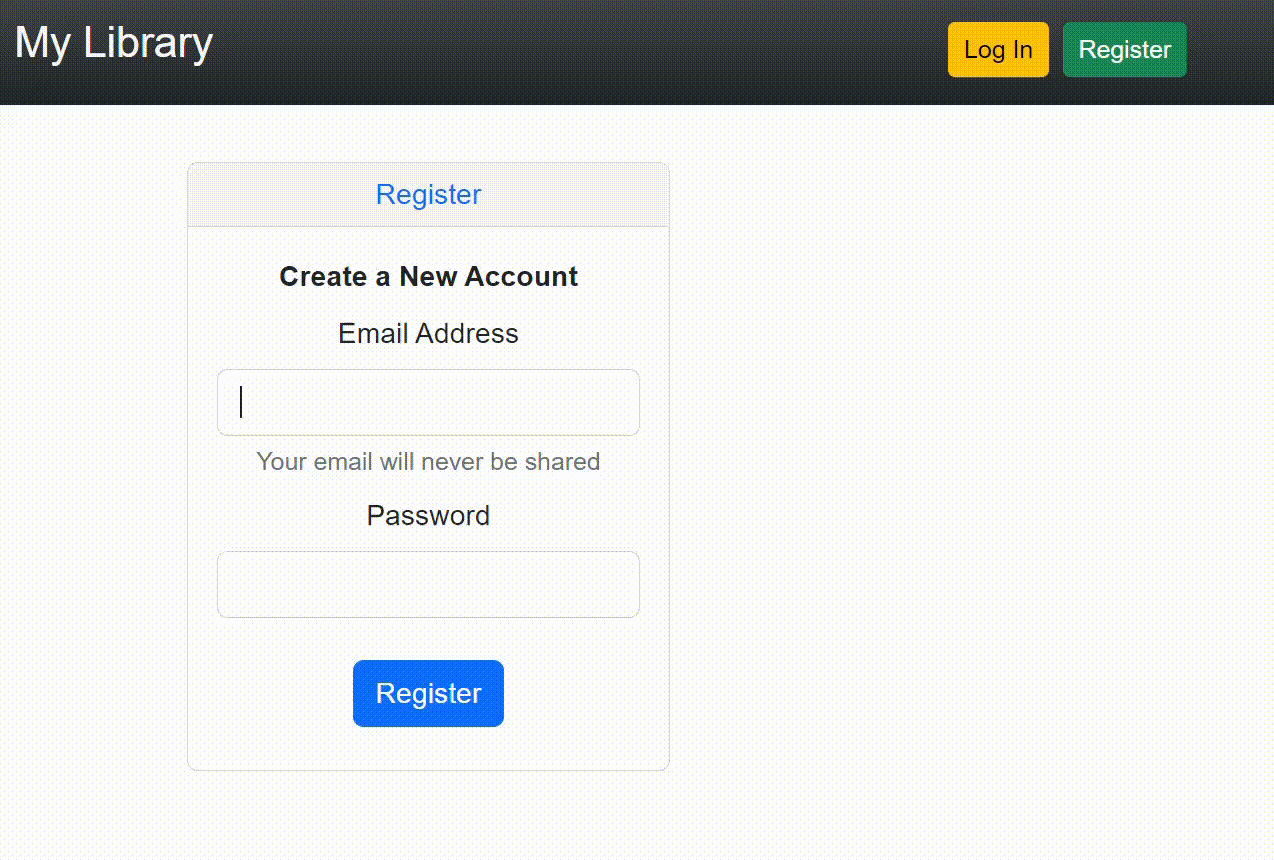 My Library
Log In
Register
Register
Create a New Account
Email Address
Your email will never be shared
Password
Register